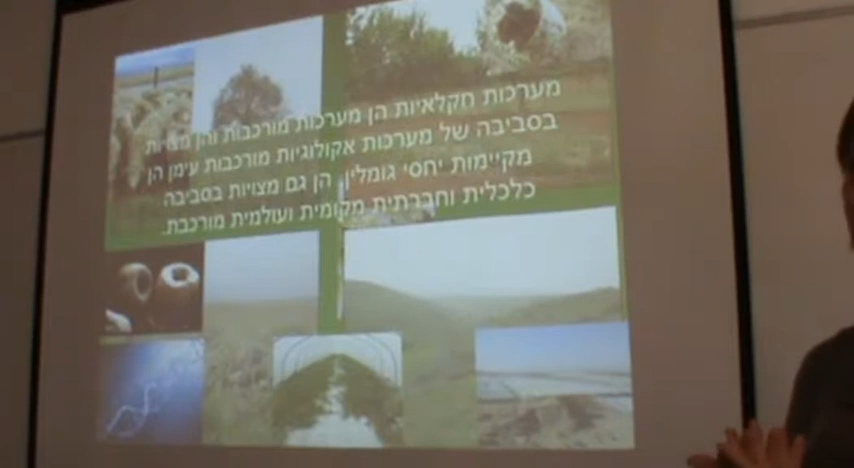 מערכות חקלאיות הן מערכות מורכבות והן מצויות
בסביבה של מערכות אקולוגיות מורכבות עימן הן
מקיימות יחסי גומלין, הן גם מצויות בסביבה
כלכלית וחברתית מקומית ועולמית מורכבת.